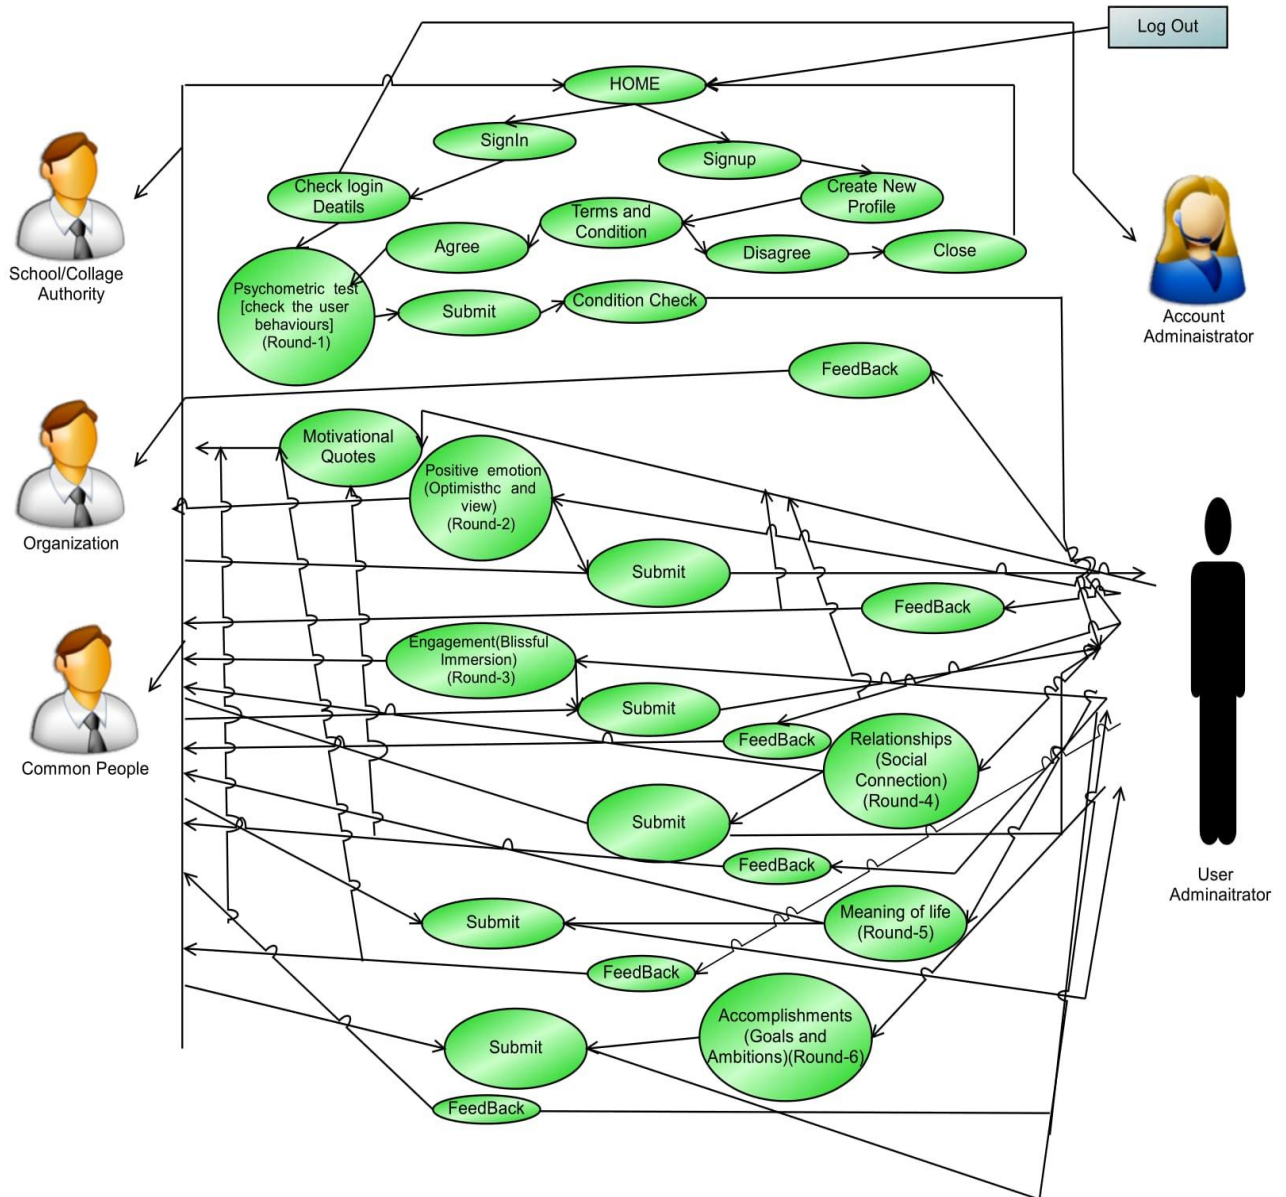 Log Out
HOME
SignIn
Signup
Check login
Deatils
Create New
Profile
Terms and
Condition
Agree
Disagree
Close
School/Collage
Authority
Psychometric test
[check the user
behaviours]
(Round-1)
Submit
Condition Check
Account
Adminaistrator
FeedBack
Motivational
Quotes
Positive emotion
(Optimisthc and
view)
(Round-2)
Organization
Submit
FeedBack
Engagement(Blissful
Immersion)
(Round-3)
Submit
FeedBack
Relationships
(Social
Connection)
(Round-4)
Common People
Submit
FeedBack
User
Adminaitrator
Meaning of life
(Round-5)
Submit
FeedBack
Accomplishments
(Goals and
Ambitions)(Round-6)
Submit
FeedBack